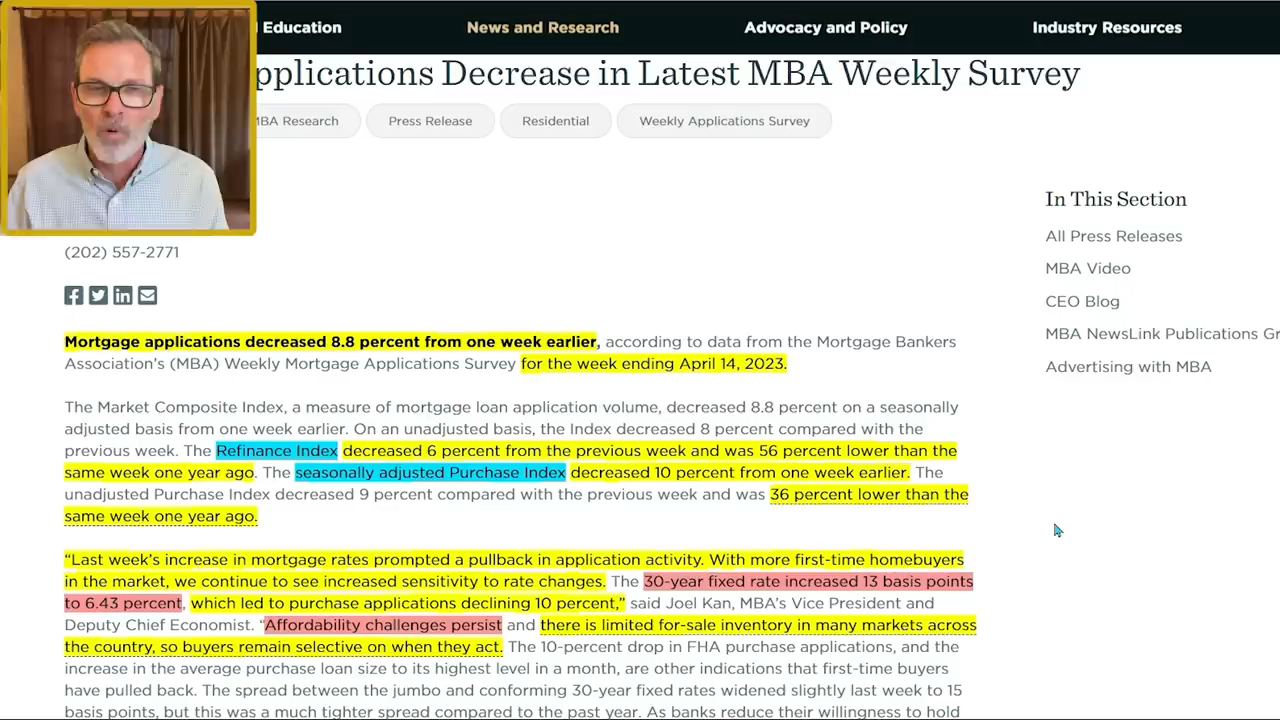 Education
News and Research
Advocacy and Policy
Industry Resources
pplications Decrease in Latest MBA Weekly Survey
MBA Research
Press Release
Residential
Weekly Applications Survey
(202) 557-2771
Mortgage applications decreased 8.8 percent from one week earlier, according to data from the Mortgage Bankers
Association's (MBA) Weekly Mortgage Applications Survey for the week ending April 14, 2023.
The Market Composite Index, a measure of mortgage loan application volume, decreased 8.8 percent on a seasonally
adjusted basis from one week earlier. On an unadjusted basis, the Index decreased 8 percent compared with the
previous week. The Refinance Index decreased 6 percent from the previous week and was 56 percent lower than the
same week one year ago. The seasonally adjusted Purchase Index decreased 10 percent from one week earlier. The
unadjusted Purchase Index decreased 9 percent compared with the previous week and was 36 percent lower than the
same week one year ago.
“Last week’s increase in mortgage rates prompted a pullback in application activity. With more first-time homebuyers
in the market, we continue to see increased sensitivity to rate changes. The 30-year fixed rate increased 13 basis points
to 6.43 percent, which led to purchase applications declining 10 percent,” said Joel Kan, MBA’s Vice President and
Deputy Chief Economist. “Affordability challenges persist and there is limited for-sale inventory in many markets across
the country, so buyers remain selective on when they act. The 10-percent drop in FHA purchase applications, and the
increase in the average purchase loan size to its highest level in a month, are other indications that first-time buyers
have pulled back. The spread between the jumbo and conforming 30-year fixed rates widened slightly last week to 15
basis points, but this was a much tighter spread compared to the past year. As banks reduce their willingness to hold
In This Section
All Press Releases
MBA Video
CEO Blog
MBA NewsLink Publications Gr
Advertising with MBA